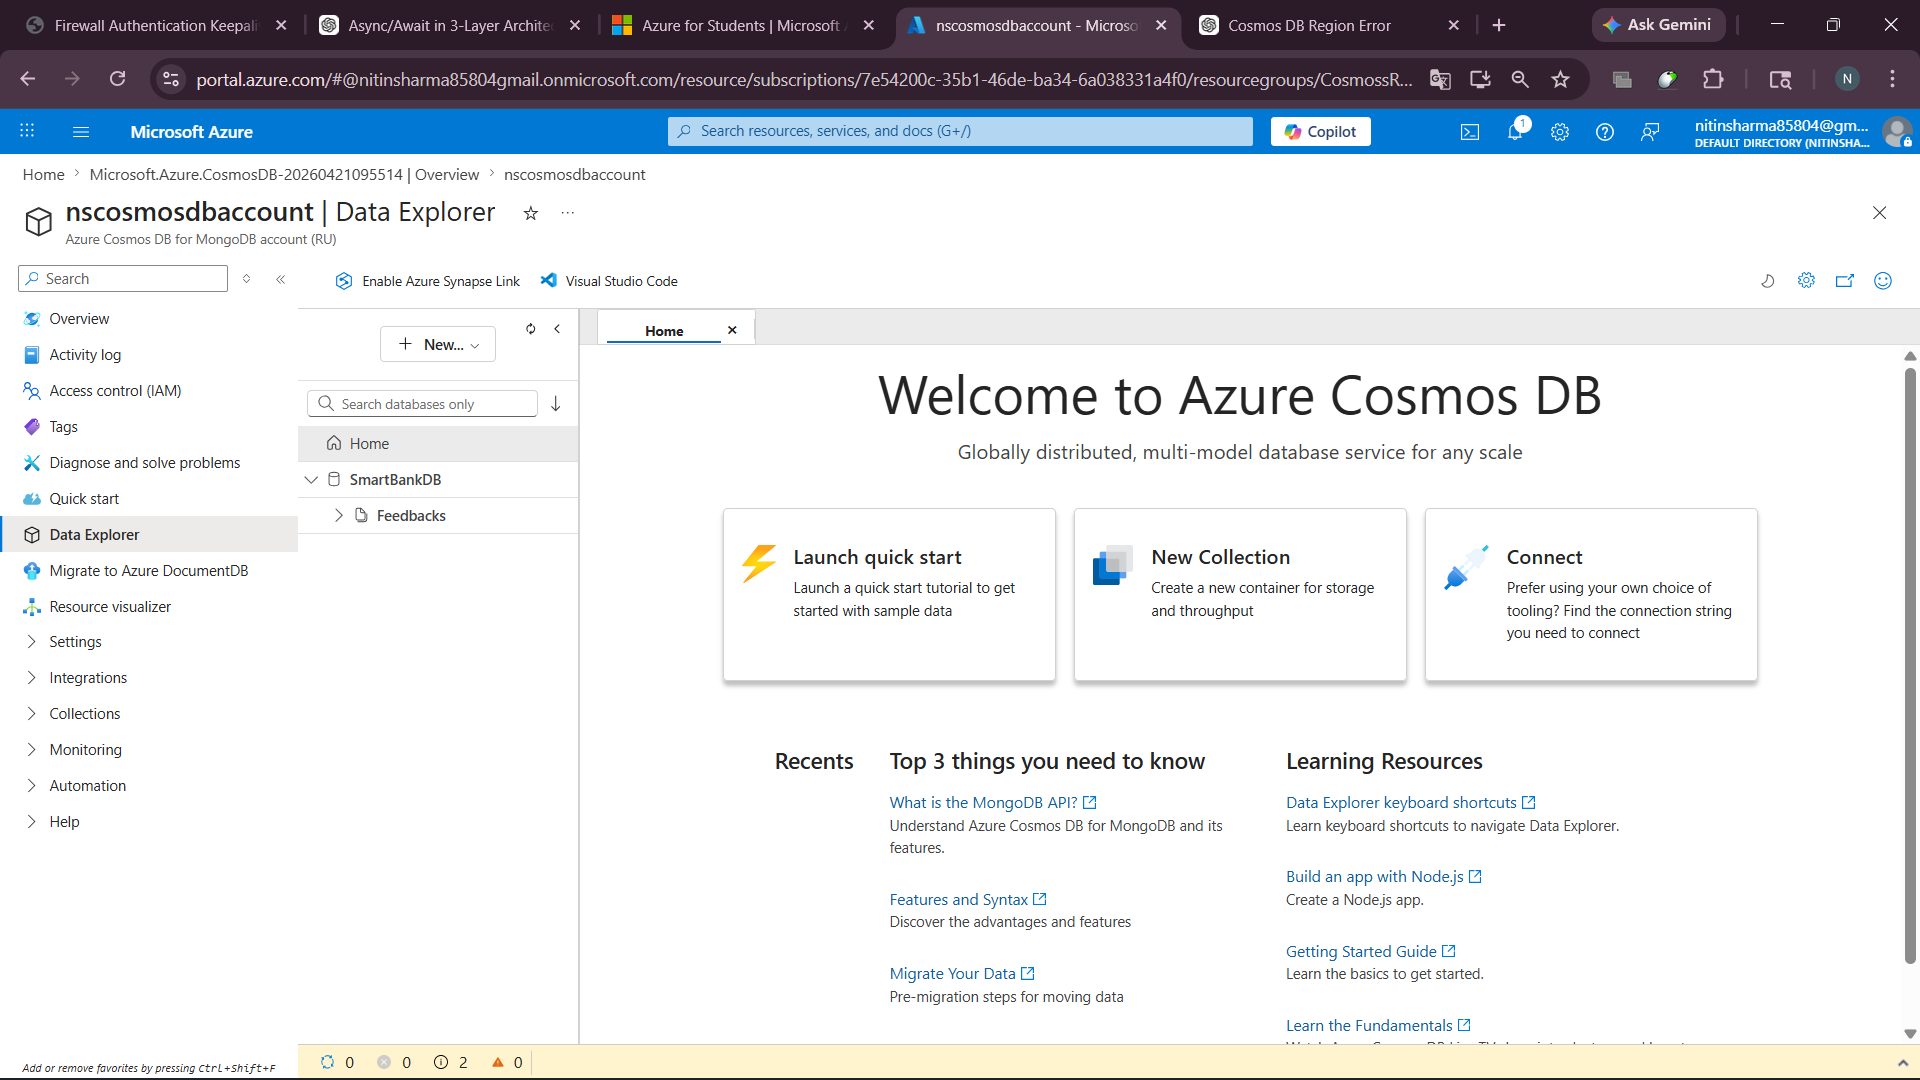 Firewall Authentication Keepali
Async/Await in 3-Layer Archite
Azure for Students | Microsoft
nscosmosdbaccount - Microso
Cosmos DB Region Error
Ask Gemini
portal.azure.com/#@nitinsharma85804gmail.onmicrosoft.com/resource/subscriptions/7e54200c-35b1-46de-ba34-6a038331a4f0/resourcegroups/CosmossR...
N
Microsoft Azure
Search resources, services, and docs (G+/)
Copilot
1
nitinsharma85804@gm...
DEFAULT DIRECTORY (NITINSHA...
Home > Microsoft.Azure.CosmosDB-20260421095514 | Overview > nscosmosdbaccount
nscosmosdbaccount | Data Explorer
Azure Cosmos DB for MongoDB account (RU)
Search
Overview
Activity log
Access control (IAM)
Tags
Diagnose and solve problems
Quick start
Data Explorer
Migrate to Azure DocumentDB
Resource visualizer
Settings
Integrations
Collections
Monitoring
Automation
Help
Add or remove favorites by pressing Ctrl+Shift+F
Enable Azure Synapse Link
Visual Studio Code
New...
Search databases only
Home
SmartBankDB
Feedbacks
Home
Welcome to Azure Cosmos DB
Globally distributed, multi-model database service for any scale
Launch quick start
Launch a quick start tutorial to get
started with sample data
New Collection
Create a new container for storage
and throughput
Connect
Prefer using your own choice of
tooling? Find the connection string
you need to connect
Recents
Top 3 things you need to know
What is the MongoDB API?
Understand Azure Cosmos DB for MongoDB and its
features.
Features and Syntax
Discover the advantages and features
Migrate Your Data
Pre-migration steps for moving data
Learning Resources
Data Explorer keyboard shortcuts
Learn keyboard shortcuts to navigate Data Explorer.
Build an app with Node.js
Create a Node.js app.
Getting Started Guide
Learn the basics to get started.
Learn the Fundamentals
0 0 2 0